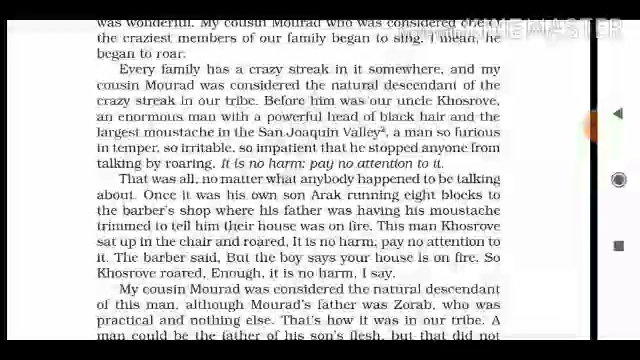 was wonderful. My cousin Mourad who was considered one of
the craziest members of our family began to sing. I mean, he
began to roar.
Every family has a crazy streak in it somewhere, and my
cousin Mourad was considered the natural descendant of the
crazy streak in our tribe. Before him was our uncle Khosrove,
an enormous man with a powerful head of black hair and the
largest moustache in the San Joaquin Valley², a man so furious
in temper, so irritable, so impatient that he stopped anyone from
talking by roaring, It is no harm; pay no attention to it.
That was all, no matter what anybody happened to be talking
about. Once it was his own son Arak running eight blocks to
the barber's shop where his father was having his moustache
trimmed to tell him their house was on fire. This man Khosrove
sat up in the chair and roared, It is no harm, pay no attention to
it. The barber said, But the boy says your house is on fire. So
Khosrove roared, Enough, it is no harm, I say.
My cousin Mourad was considered the natural descendant
of this man, although Mourad's father was Zorab, who was
practical and nothing else. That's how it was in our tribe. A
man could be the father of his son's flesh, but that did not